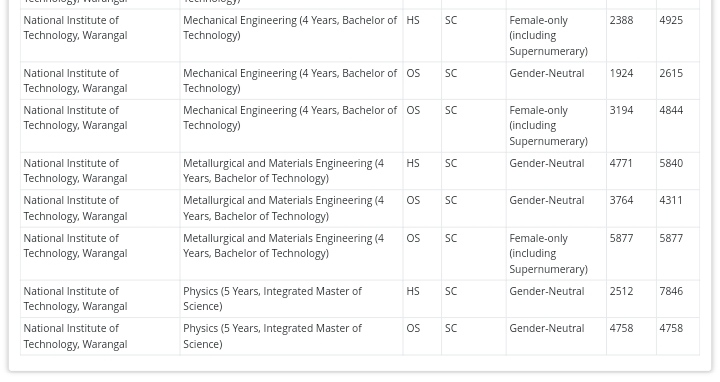 Technology)
National Institute of Technology, Warangal Mechanical Engineering (4 Years, Bachelor of Technology) HS SC Female-only (including Supernumerary) 2388 4925
National Institute of Technology, Warangal Mechanical Engineering (4 Years, Bachelor of Technology) OS SC Gender-Neutral 1924 2615
National Institute of Technology, Warangal Mechanical Engineering (4 Years, Bachelor of Technology) OS SC Female-only (including Supernumerary) 3194 4844
National Institute of Technology, Warangal Metallurgical and Materials Engineering (4 Years, Bachelor of Technology) HS SC Gender-Neutral 4771 5840
National Institute of Technology, Warangal Metallurgical and Materials Engineering (4 Years, Bachelor of Technology) OS SC Gender-Neutral 3764 4311
National Institute of Technology, Warangal Metallurgical and Materials Engineering (4 Years, Bachelor of Technology) OS SC Female-only (including Supernumerary) 5877 5877
National Institute of Technology, Warangal Physics (5 Years, Integrated Master of Science) HS SC Gender-Neutral 2512 7846
National Institute of Technology, Warangal Physics (5 Years, Integrated Master of Science) OS SC Gender-Neutral 4758 4758